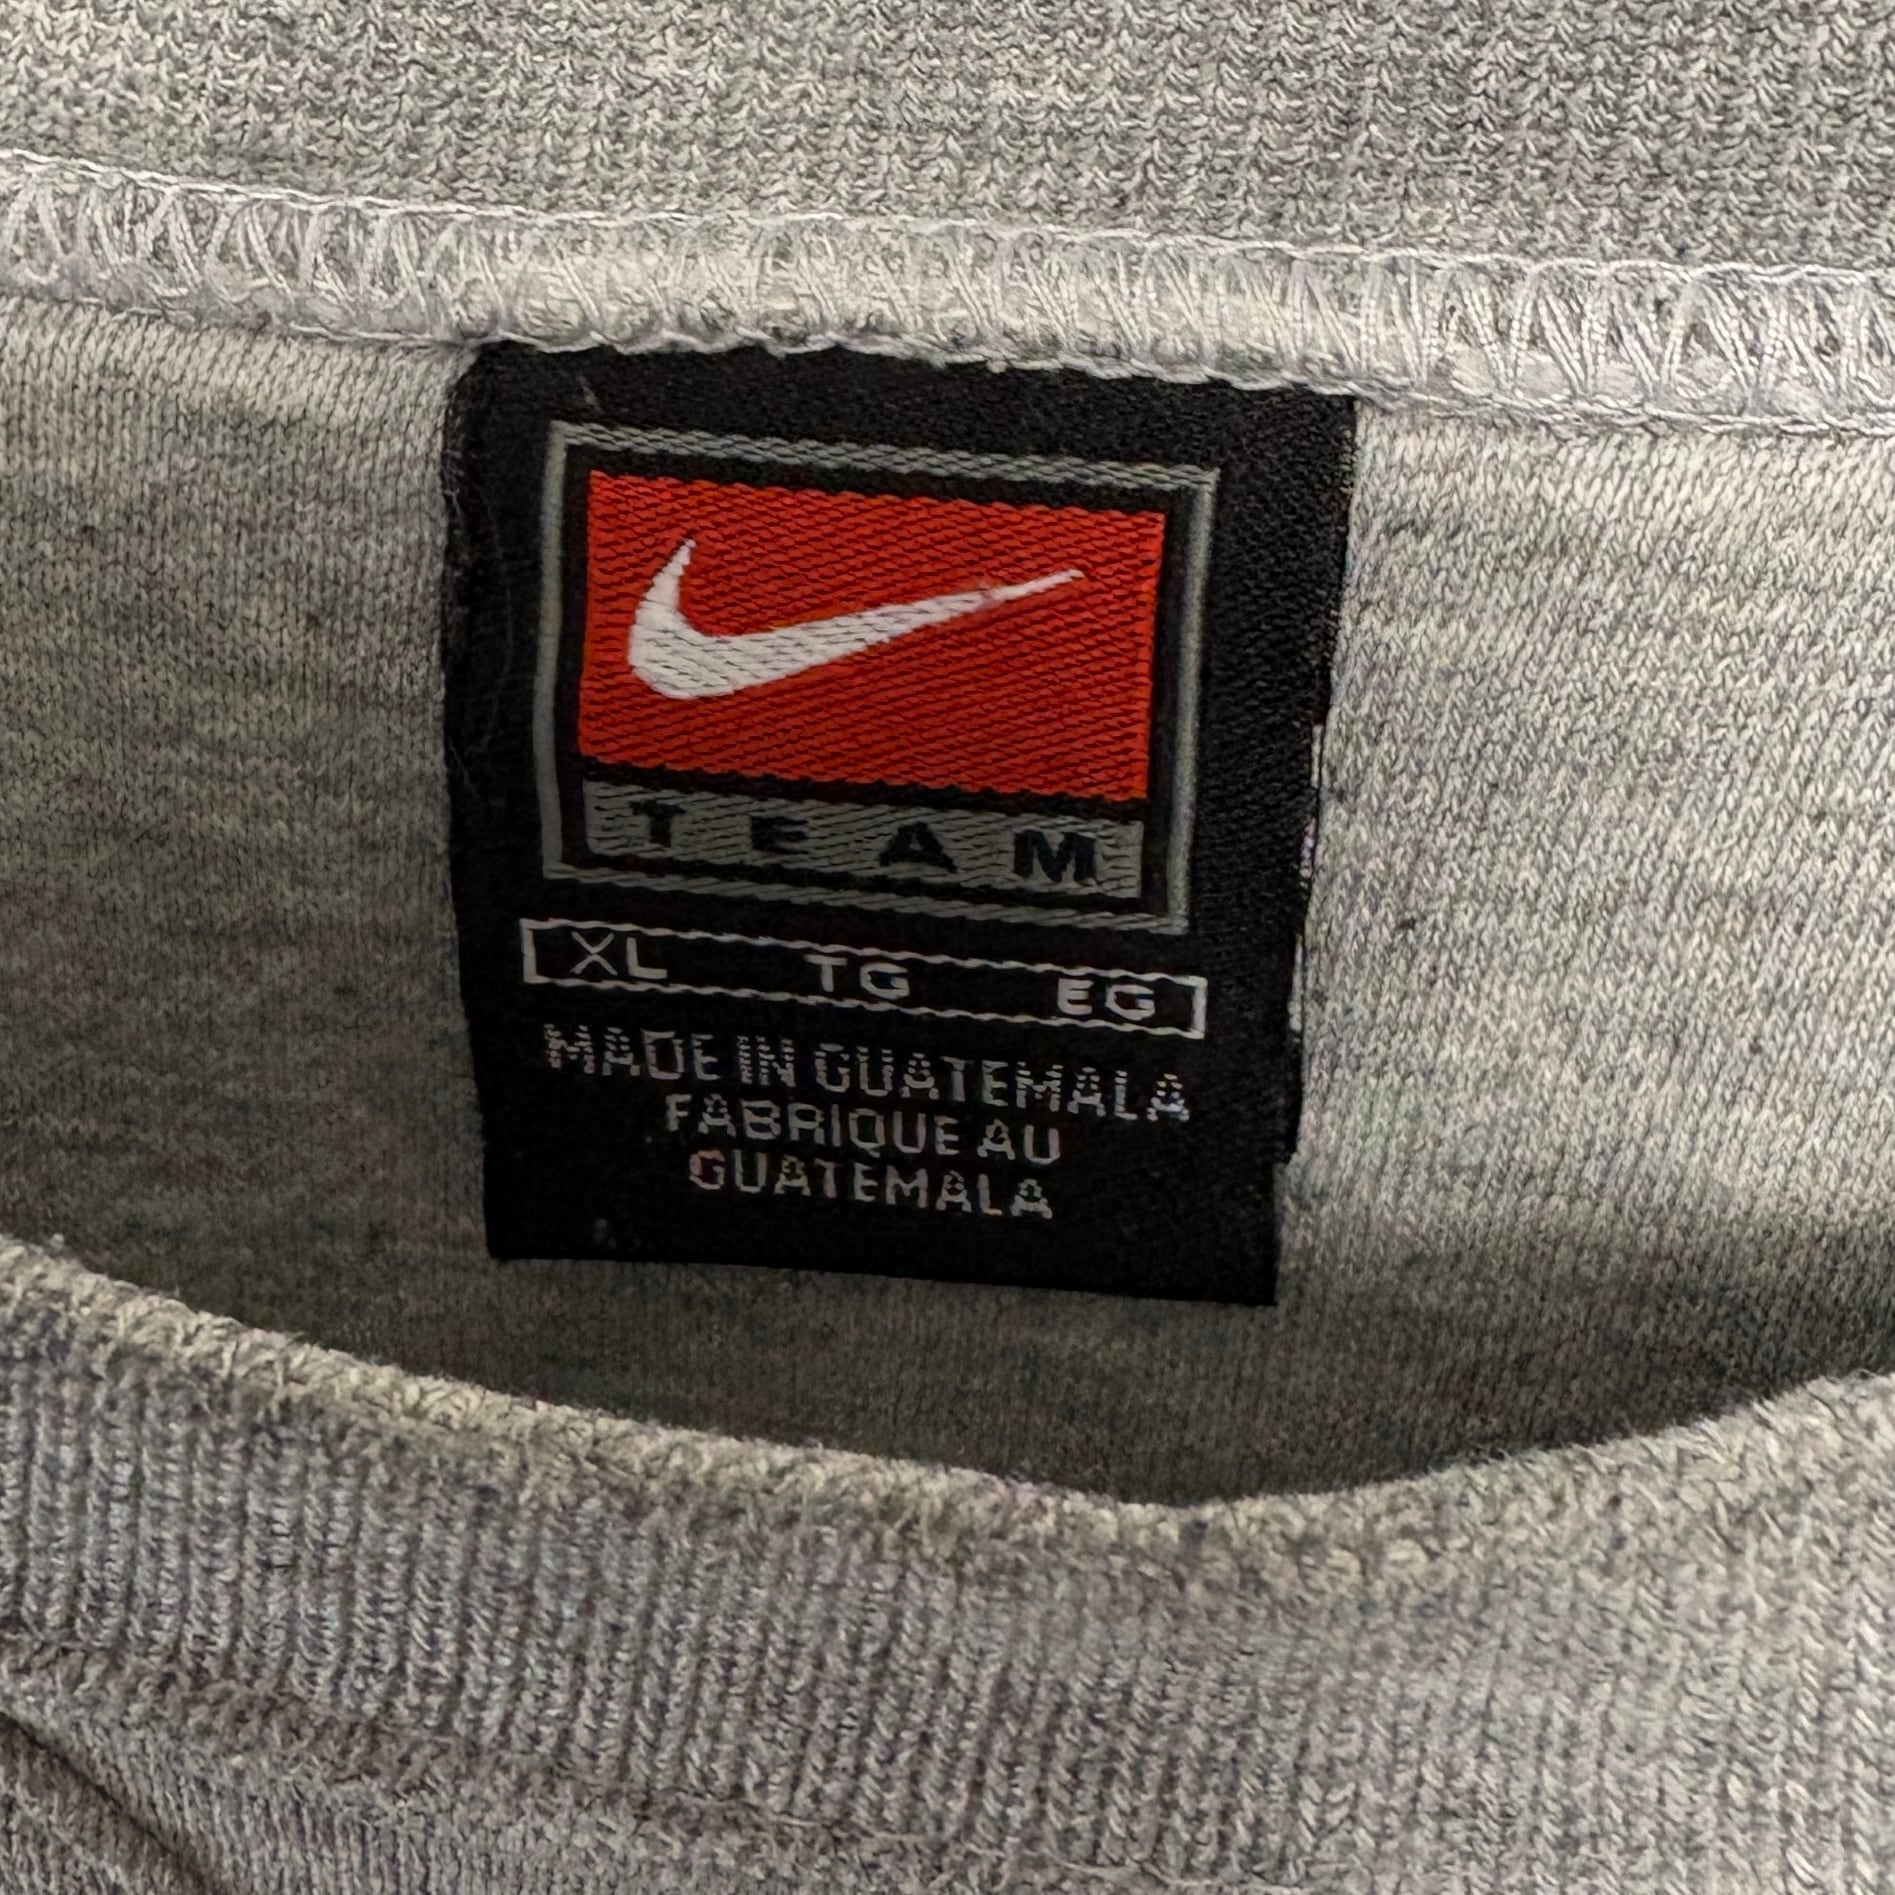 TEAM
XL TG EG
MADE IN GUATEMALA
FABRIQUE AU
GUATEMALA